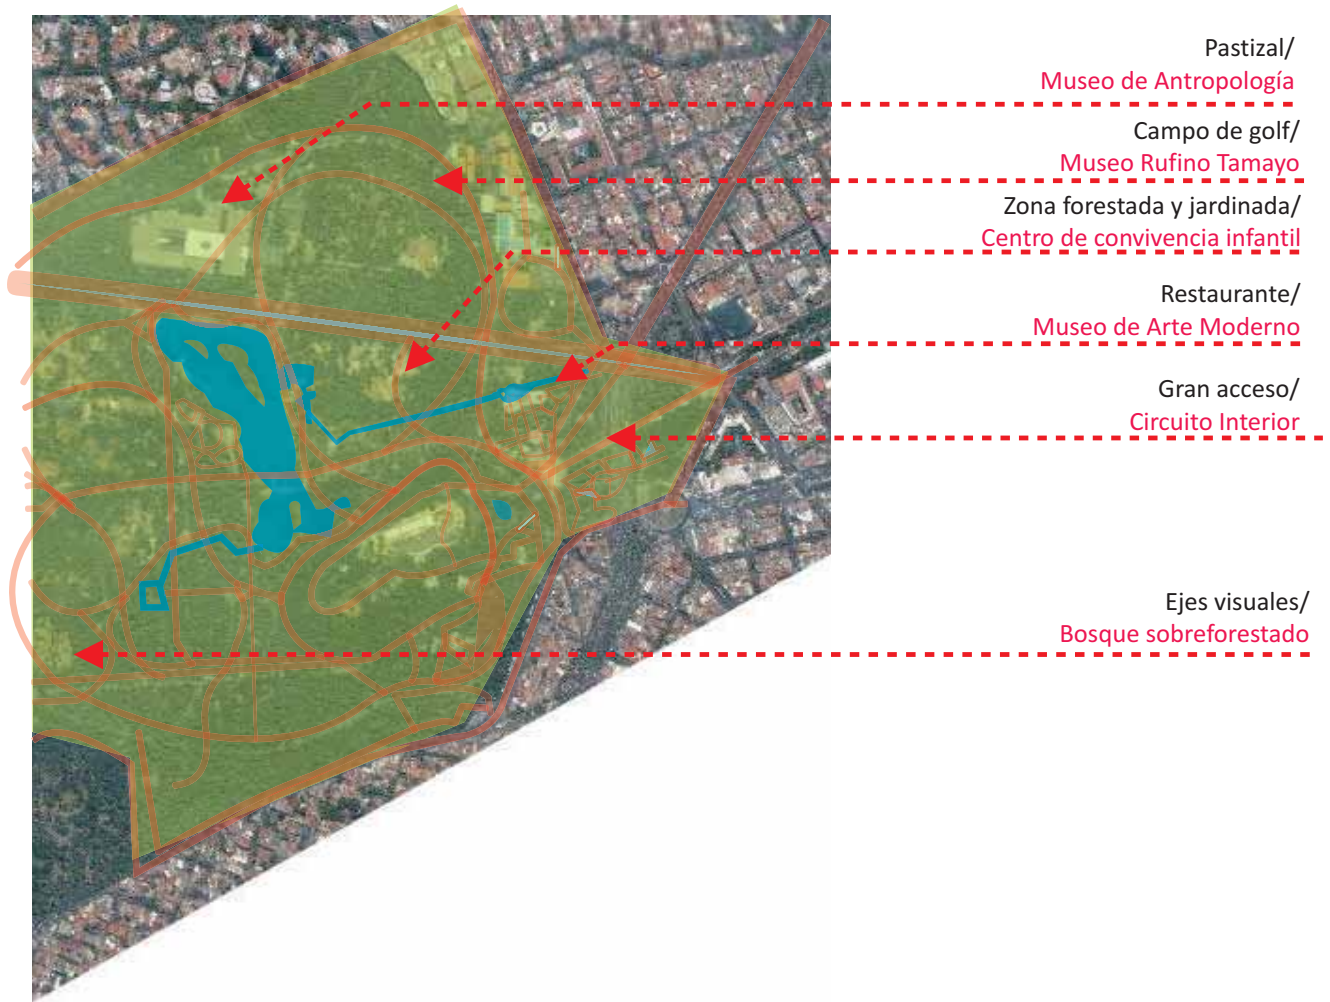 Pastizal/
Museo de Antropología
Campo de golf/
Museo Rufino Tamayo
Zona forestada y jardinada/
Centro de convivencia infantil
Restaurante/
Museo de Arte Moderno
Gran acceso/
Circuito Interior
Ejes visuales/
Bosque sobreforestado